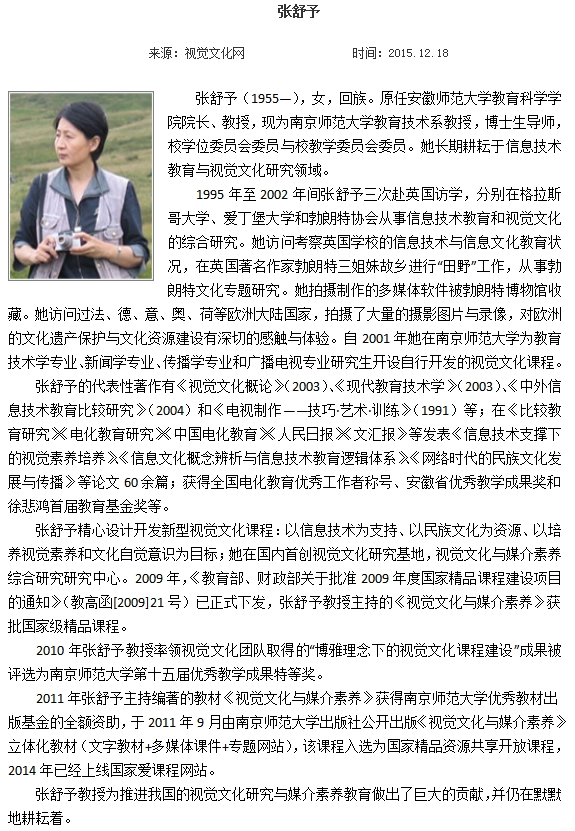 张舒予
来源：视觉文化网 时间：2015.12.18
张舒予（1955—），女，回族。原任安徽师范大学教育科学学
院院长、教授，现为南京师范大学教育技术系教授，博士生导师，
校学位委员会委员与校教学委员会委员。她长期耕耘于信息技术
教育与视觉文化研究领域。
1995 年至 2002 年间张舒予三次赴英国访学，分别在格拉斯
哥大学、爱丁堡大学和勃朗特协会从事信息技术教育和视觉文化
的综合研究。她访问考察英国学校的信息技术与信息文化教育状
况，在英国著名作家勃朗特三姐妹故乡进行“田野”工作，从事勃
朗特文化专题研究。她拍摄制作的多媒体软件被勃朗特博物馆收
藏。她访问过法、德、意、奥、荷等欧洲大陆国家，拍摄了大量的摄影图片与录像，对欧洲
的文化遗产保护与文化资源建设有深切的感触与体验。自 2001 年她在南京师范大学为教育
技术学专业、新闻学专业、传播学专业和广播电视专业研究生开设自行开发的视觉文化课程。
张舒予的代表性著作有《视觉文化概论》（2003）、《现代教育技术学》（2003）、《中外信
息技术教育比较研究》（2004）和《电视制作——技巧·艺术·训练》（1991）等；在《比较教
育研究》《电化教育研究》《中国电化教育》《人民日报》《文汇报》等发表《信息技术支撑下
的视觉素养培养》、《信息文化概念辨析与信息技术教育逻辑体系》、《网络时代的民族文化发
展与传播》等论文 60 余篇；获得全国电化教育优秀工作者称号、安徽省优秀教学成果奖和
徐悲鸿首届教育基金奖等。
张舒予精心设计开发新型视觉文化课程：以信息技术为支持、以民族文化为资源、以培
养视觉素养和文化自觉意识为目标；她在国内首创视觉文化研究基地，视觉文化与媒介素养
综合研究研究中心。2009 年，《教育部、财政部关于批准 2009 年度国家精品课程建设项目
的通知》（教高函[2009]21 号）已正式下发，张舒予教授主持的《视觉文化与媒介素养》获
批国家级精品课程。
2010 年张舒予教授率领视觉文化团队取得的“博雅理念下的视觉文化课程建设”成果被
评选为南京师范大学第十五届优秀教学成果特等奖。
2011 年张舒予主持编著的教材《视觉文化与媒介素养》获得南京师范大学优秀教材出
版基金的全额资助，于 2011 年 9 月由南京师范大学出版社公开出版《视觉文化与媒介素养》
立体化教材（文字教材+多媒体课件+专题网站），该课程入选为国家精品资源共享开放课程，
2014 年已经上线国家爱课程网站。
张舒予教授为推进我国的视觉文化研究与媒介素养教育做出了巨大的贡献，并仍在默默
地耕耘着。